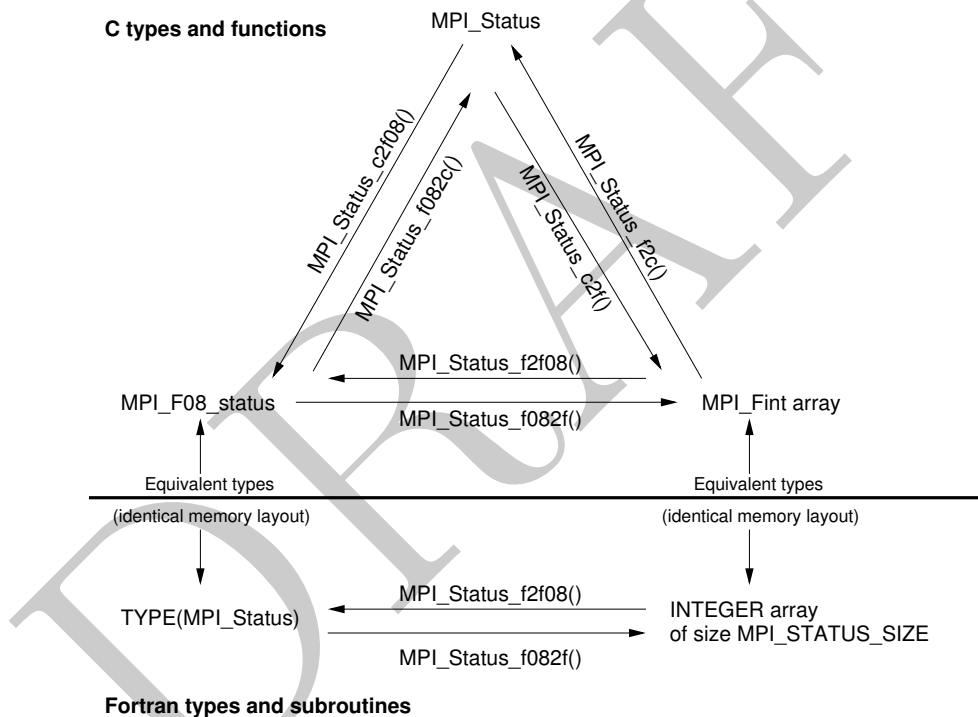 C types and functions
MPI_Status
MPI_Status_c2f08()
MPI_Status_f082c()
MPI_Status_c2f()
MPI_Status_f2c()
MPI_Status_f2f08()
MPI_F08_status
MPI_Fint array
MPI_Status_f082f()
Equivalent types
Equivalent types
(identical memory layout)
(identical memory layout)
MPI_Status_f2f08()
TYPE(MPI_Status)
INTEGER array
of size MPI_STATUS_SIZE
MPI_Status_f082f()
Fortran types and subroutines
DRAF